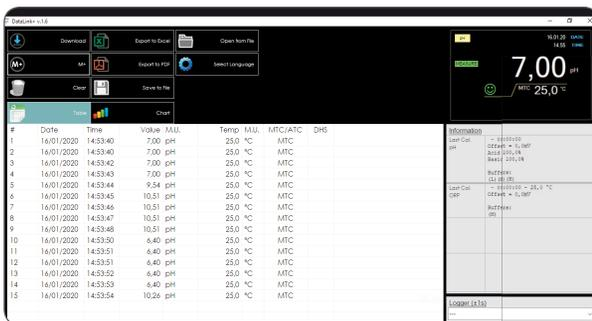 DataLink+ v.1.6
Download
Export to Excel
Open from File
M+
M+
Export to PDF
Select Language
Clear
Save to File
Table
Chart
pH
16.01.20 DATE
14:55 TIME
7,00 pH
MTC 25,0 °C
# Date Time Value M.U. Temp M.U. MTC/ATC DHS
1 16/01/2020 14:53:40 7,00 pH 25,0 °C MTC
2 16/01/2020 14:53:40 7,00 pH 25,0 °C MTC
3 16/01/2020 14:53:42 7,00 pH 25,0 °C MTC
4 16/01/2020 14:53:43 7,00 pH 25,0 °C MTC
5 16/01/2020 14:53:44 9,54 pH 25,0 °C MTC
6 16/01/2020 14:53:45 10,51 pH 25,0 °C MTC
7 16/01/2020 14:53:46 10,51 pH 25,0 °C MTC
8 16/01/2020 14:53:47 10,51 pH 25,0 °C MTC
9 16/01/2020 14:53:48 10,51 pH 25,0 °C MTC
10 16/01/2020 14:53:50 6,40 pH 25,0 °C MTC
11 16/01/2020 14:53:51 6,40 pH 25,0 °C MTC
12 16/01/2020 14:53:51 6,40 pH 25,0 °C MTC
13 16/01/2020 14:53:52 6,40 pH 25,0 °C MTC
14 16/01/2020 14:53:53 6,40 pH 25,0 °C MTC
15 16/01/2020 14:53:54 10,26 pH 25,0 °C MTC
Information
Last Cal. pH
- 00:00:00
Offset = 0,0mV
Acid 200,0%
Basic 200,0%
Buffers:
Last Cal. ORP
- 00:00:00 - 25,0 °C
Offset = 0,0mV
Buffers:
(M)
Logger (±1s)
---